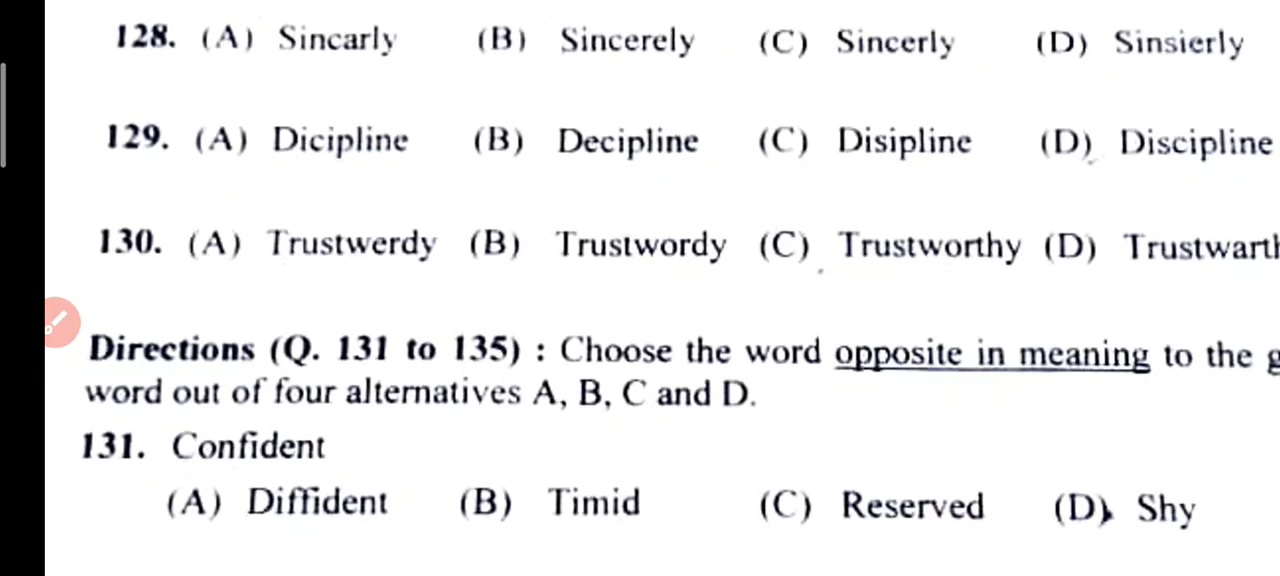 128. (A) Sincarly (B) Sincerely (C) Sincerly (D) Sinsierly
129. (A) Dicipline (B) Decipline (C) Disipline (D) Discipline
130. (A) Trustwerdy (B) Trustwordy (C) Trustworthy (D)
Directions (Q. 131 to 135) : Choose the word opposite in meaning to the
word out of four alternatives A, B, C and D.
131. Confident
(A) Diffident (B) Timid (C) Reserved (D) Shy